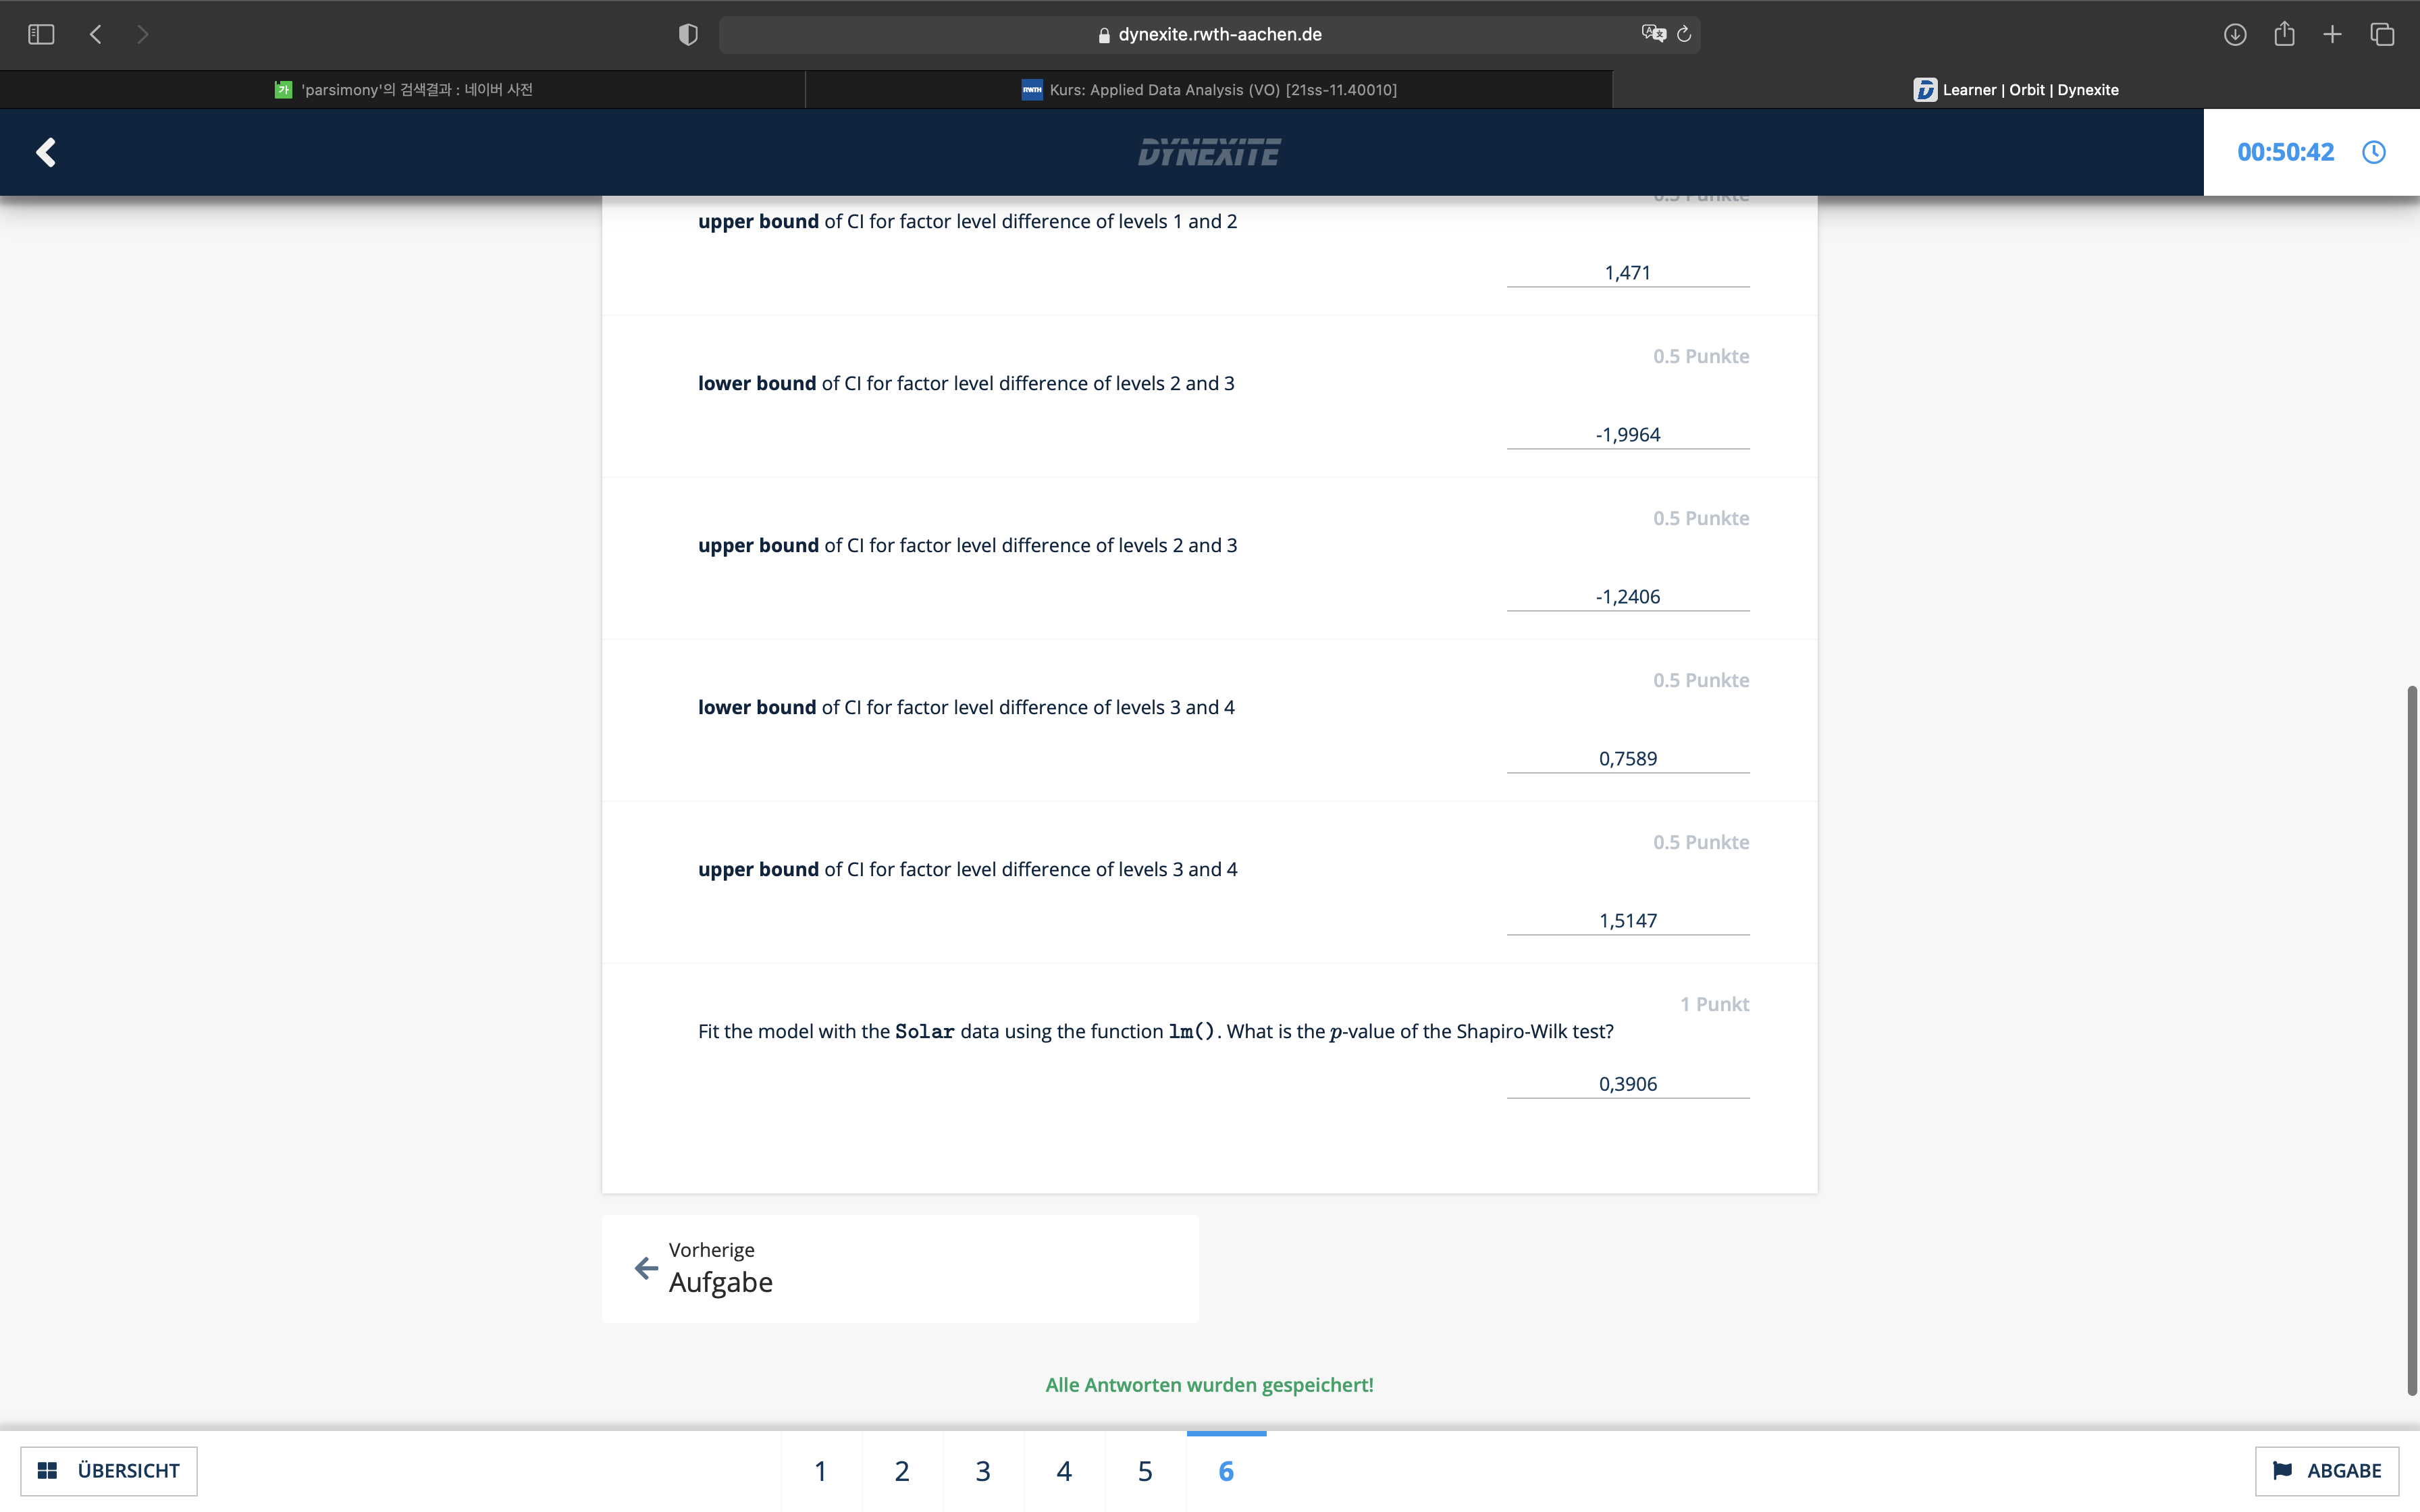 dynexite.rwth-aachen.de
'parsimony'의 검색결과 : 네이버 사전
RWTH Kurs: Applied Data Analysis (VO) [21ss-11.40010]
Learner | Orbit | Dynexite
DYNEXITE
00:50:42
0.5 Punkte
upper bound of CI for factor level difference of levels 1 and 2
1,471
0.5 Punkte
lower bound of CI for factor level difference of levels 2 and 3
-1,9964
0.5 Punkte
upper bound of CI for factor level difference of levels 2 and 3
-1,2406
0.5 Punkte
lower bound of CI for factor level difference of levels 3 and 4
0,7589
0.5 Punkte
upper bound of CI for factor level difference of levels 3 and 4
1,5147
1 Punkt
Fit the model with the Solar data using the function lm(). What is the p-value of the Shapiro-Wilk test?
0,3906
Vorherige
Aufgabe
Alle Antworten wurden gespeichert!
ÜBERSICHT
1 2 3 4 5 6
ABGABE